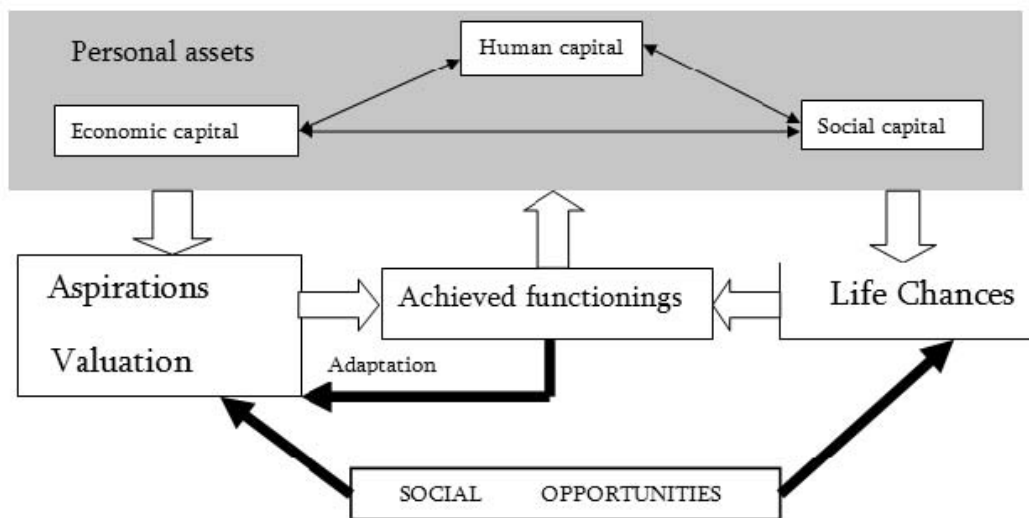 Personal assets
Human capital
Economic capital
Social capital
Aspirations
Valuation
Achieved functionings
Life Chances
Adaptation
SOCIAL OPPORTUNITIES